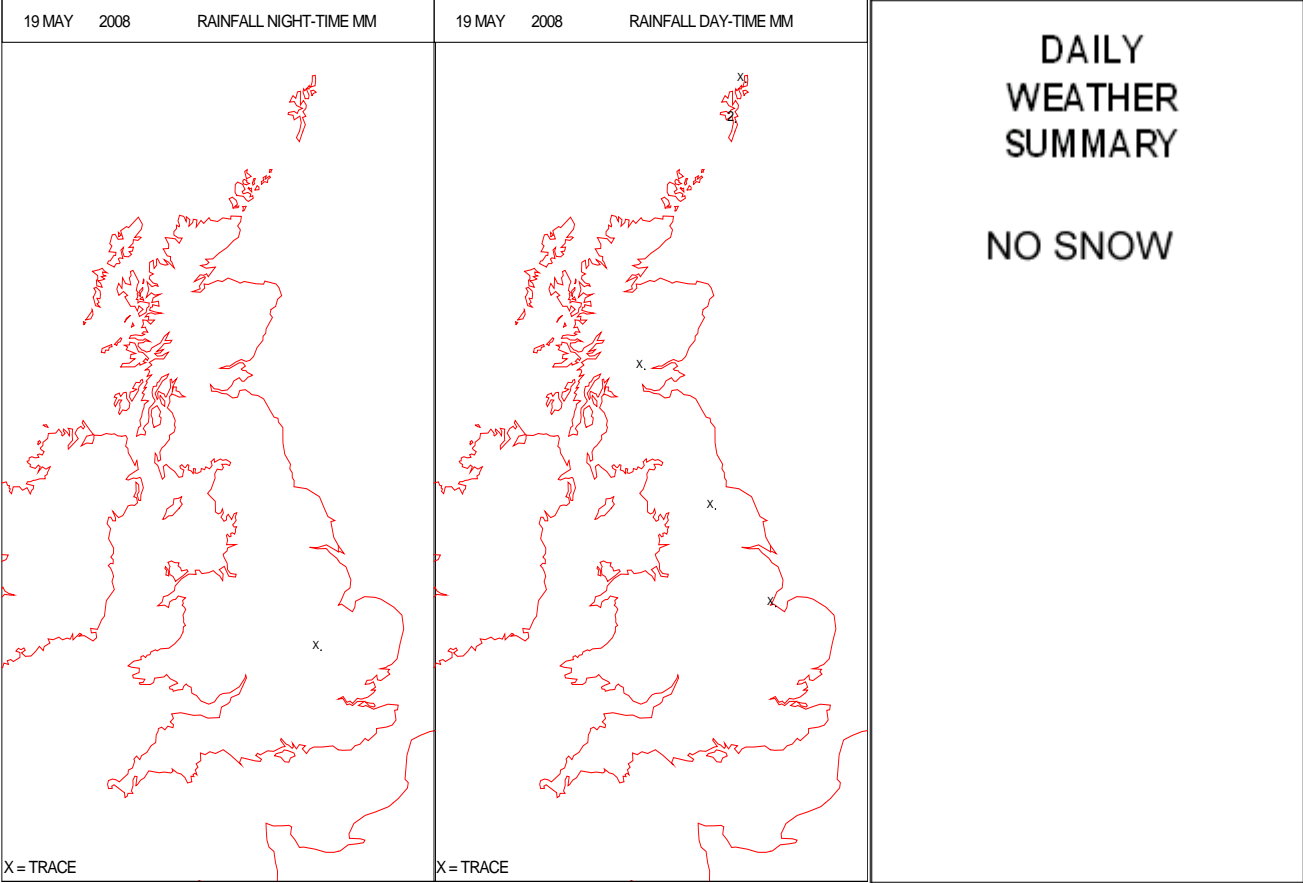 19 MAY 2008 RAINFALL NIGHT-TIME MM
X.
X = TRACE
19 MAY 2008 RAINFALL DAY-TIME MM
X
2.
X.
X.
X.
X = TRACE
DAILY
WEATHER
SUMMARY
NO SNOW